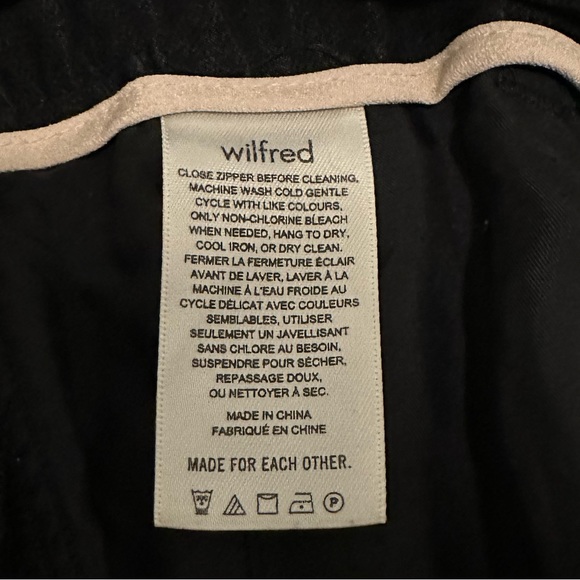 wilfred
CLOSE ZIPPER BEFORE CLEANING,
MACHINE WASH COLD GENTLE
CYCLE WITH LIKE COLOURS,
ONLY NON-CHLORINE BLEACH
WHEN NEEDED, HANG TO DRY,
COOL IRON, OR DRY CLEAN.
FERMER LA FERMETURE ÉCLAIR
AVANT DE LAVER, LAVER À LA
MACHINE À L'EAU FROIDE AU
CYCLE DÉLICAT AVEC COULEURS
SEMBLABLES, UTILISER
SEULEMENT UN JAVELLISANT
SANS CHLORE AU BESOIN,
SUSPENDRE POUR SÉCHER,
REPASSAGE DOUX,
OU NETTOYER À SEC.
MADE IN CHINA
FABRIQUÉ EN CHINE
MADE FOR EACH OTHER.
P